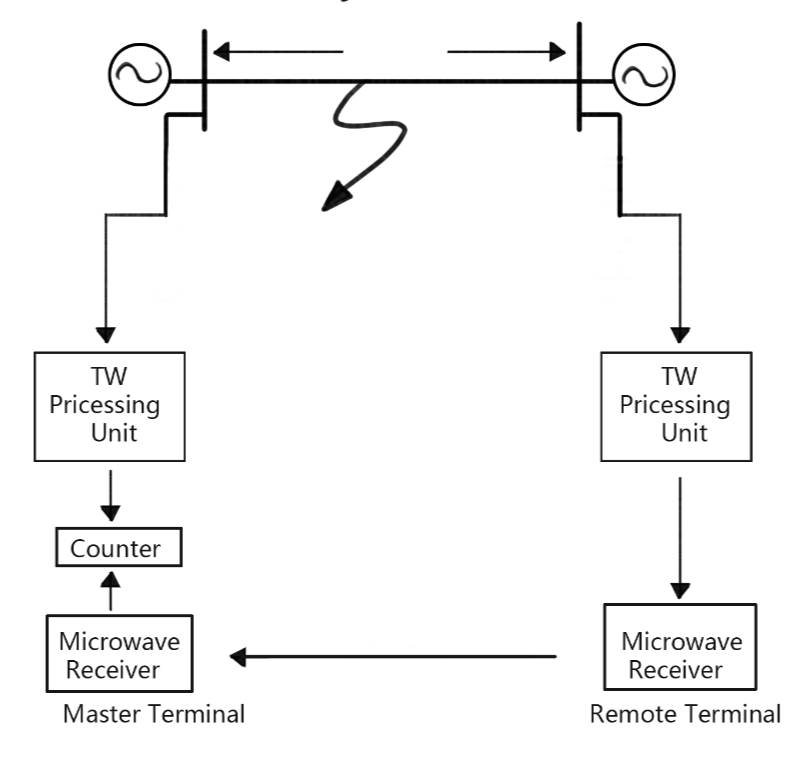 TW
Pricessing
Unit
TW
Pricessing
Unit
Counter
Microwave
Receiver
Microwave
Receiver
Master Terminal
Remote Terminal